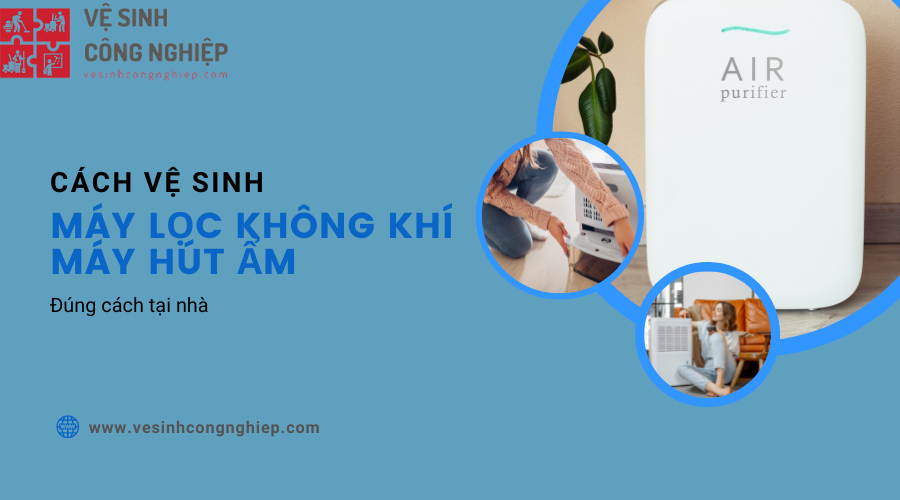 VỆ SINH
CÔNG NGHIỆP
vesinhcongnghiep.com
AIR
purifier
CÁCH VỆ SINH
MÁY LỌC KHÔNG KHÍ
MÁY HÚT ẨM
Đúng cách tại nhà
www.vesinhcongnghiep.com